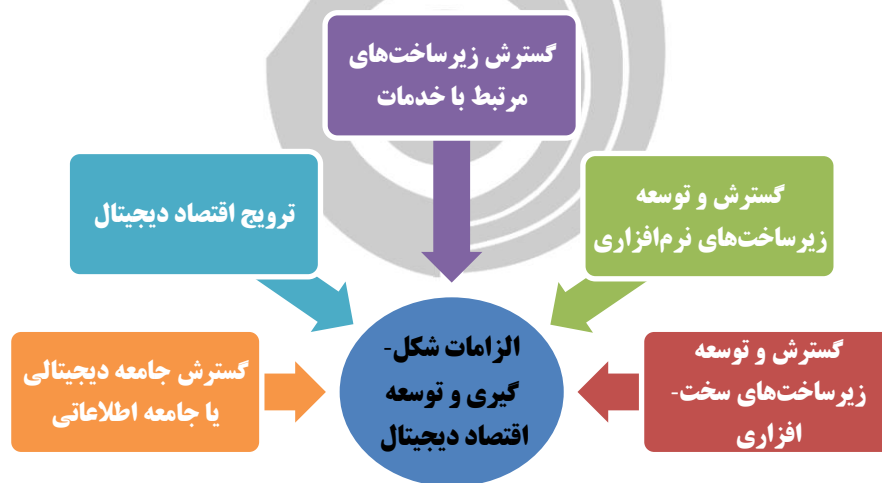 گسترش زیرساخت‌های
مرتبط با خدمات
گسترش و توسعه
زیرساخت‌های نرم‌افزاری
ترویج اقتصاد دیجیتال
گسترش و توسعه
زیرساخت‌های سخت-
افزاری
الزامات شکل-
گیری و توسعه
اقتصاد دیجیتال
گسترش جامعه دیجیتالی
یا جامعه اطلاعاتی